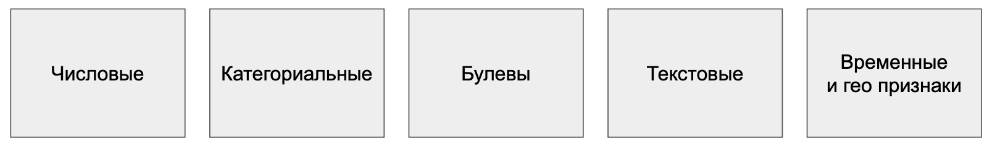 Числовые
Категориальные
Булевы
Текстовые
Временные
и гео признаки